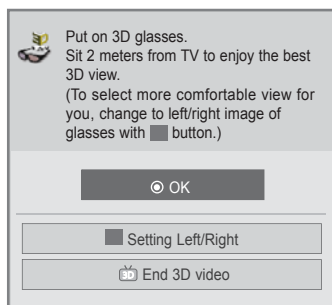 Put on 3D glasses.
Sit 2 meters from TV to enjoy the best
3D view.
(To select more comfortable view for
you, change to left/right image of
glasses with button.)
OK
Setting Left/Right
3D End 3D video